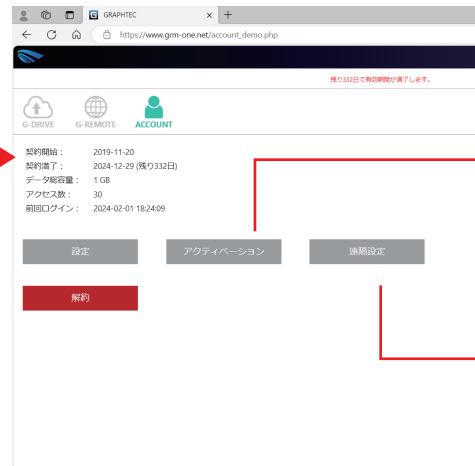 GRAPHTEC
https://www.grm-one.net/account_demo.php
残り332日で有効期間が満了します。
G-DRIVE G-REMOTE ACCOUNT
契約開始： 2019-11-20
契約満了： 2024-12-29 (残り332日)
データ総容量： 1 GB
アクセス数： 30
前回ログイン： 2024-02-01 18:24:09
設定 アクティベーション 遠隔設定
解約